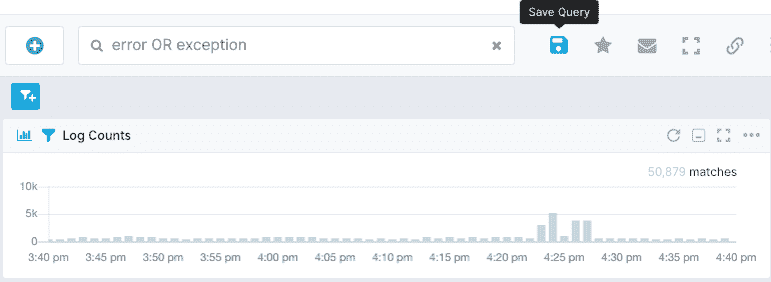 Save Query
error OR exception
Log Counts
50,879 matches
10k
5k
0
3:40 pm 3:45 pm 3:50 pm 3:55 pm 4:00 pm 4:05 pm 4:10 pm 4:15 pm 4:20 pm 4:25 pm 4:30 pm 4:35 pm 4:40 pm